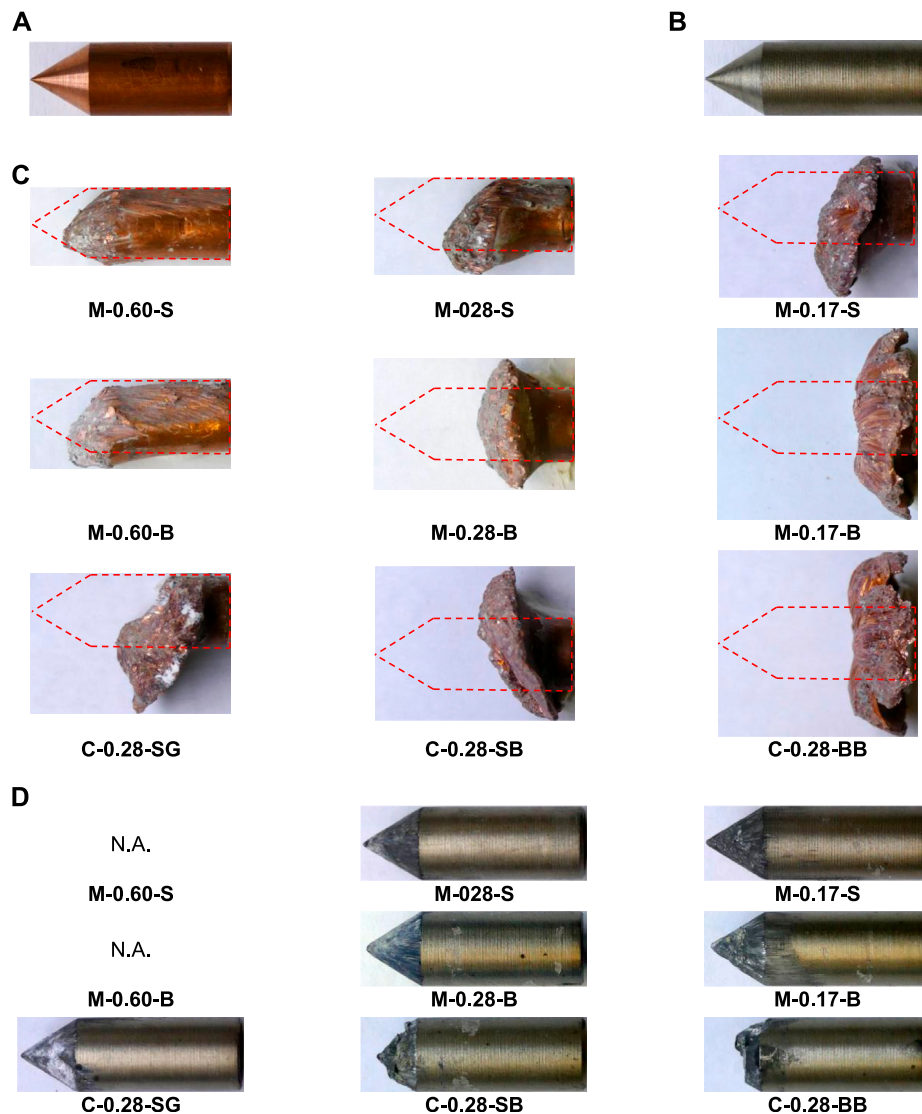 A
B
C
M-0.60-S
M-028-S
M-0.17-S
M-0.60-B
M-0.28-B
M-0.17-B
C-0.28-SG
C-0.28-SB
C-0.28-BB
D
N.A.
M-0.60-S
M-028-S
M-0.17-S
N.A.
M-0.60-B
M-0.28-B
M-0.17-B
C-0.28-SG
C-0.28-SB
C-0.28-BB